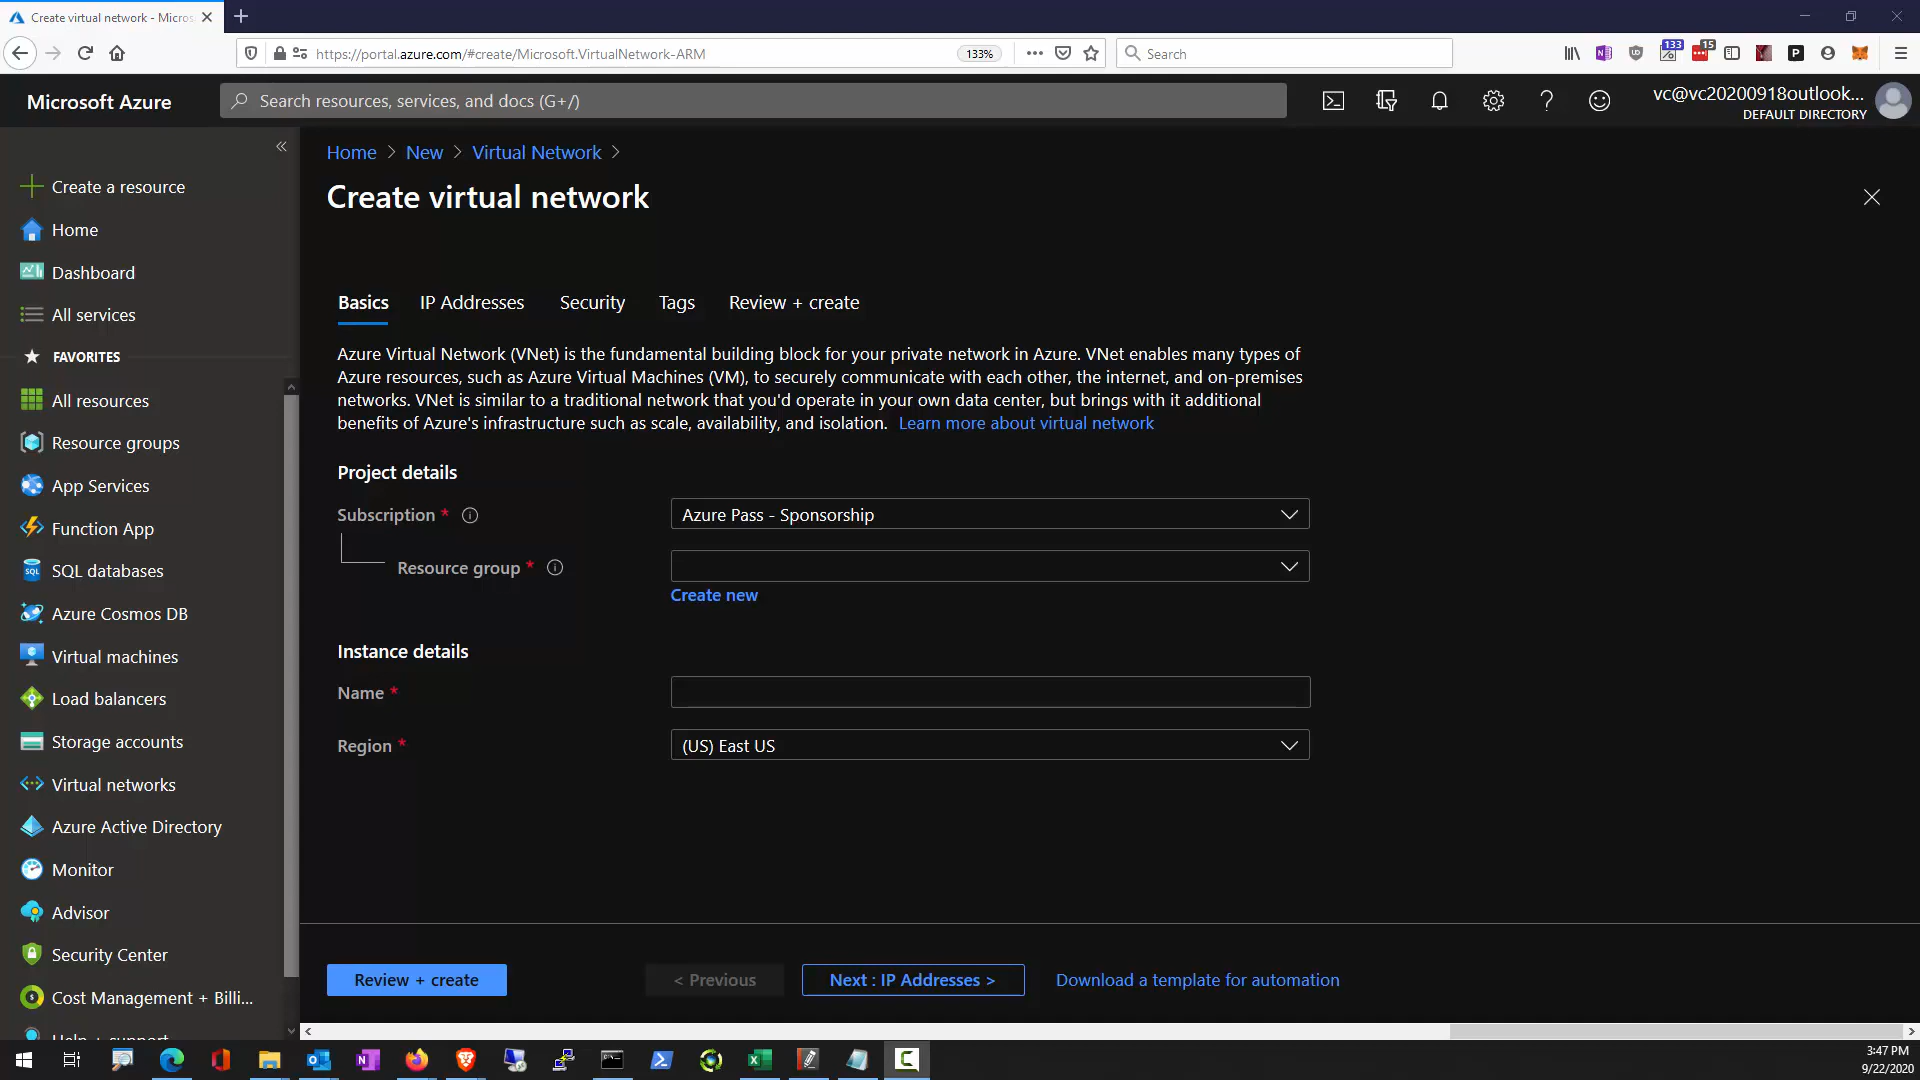 Create virtual network - Micros
https://portal.azure.com/#create/Microsoft.VirtualNetwork-ARM
133%
Search
133
15
Microsoft Azure
Search resources, services, and docs (G+/)
vc@vc20200918outlook...
DEFAULT DIRECTORY
Create a resource
Home
Dashboard
All services
FAVORITES
All resources
Resource groups
App Services
Function App
SQL databases
Azure Cosmos DB
Virtual machines
Load balancers
Storage accounts
Virtual networks
Azure Active Directory
Monitor
Advisor
Security Center
Cost Management + Billi...
Help + support
Home > New > Virtual Network >
Create virtual network
Basics IP Addresses Security Tags Review + create
Azure Virtual Network (VNet) is the fundamental building block for your private network in Azure. VNet enables many types of
Azure resources, such as Azure Virtual Machines (VM), to securely communicate with each other, the internet, and on-premises
networks. VNet is similar to a traditional network that you'd operate in your own data center, but brings with it additional
benefits of Azure's infrastructure such as scale, availability, and isolation. Learn more about virtual network
Project details
Subscription *
Azure Pass - Sponsorship
Resource group *
Create new
Instance details
Name *
Region *
(US) East US
Review + create
< Previous
Next : IP Addresses >
Download a template for automation
3:47 PM
9/22/2020